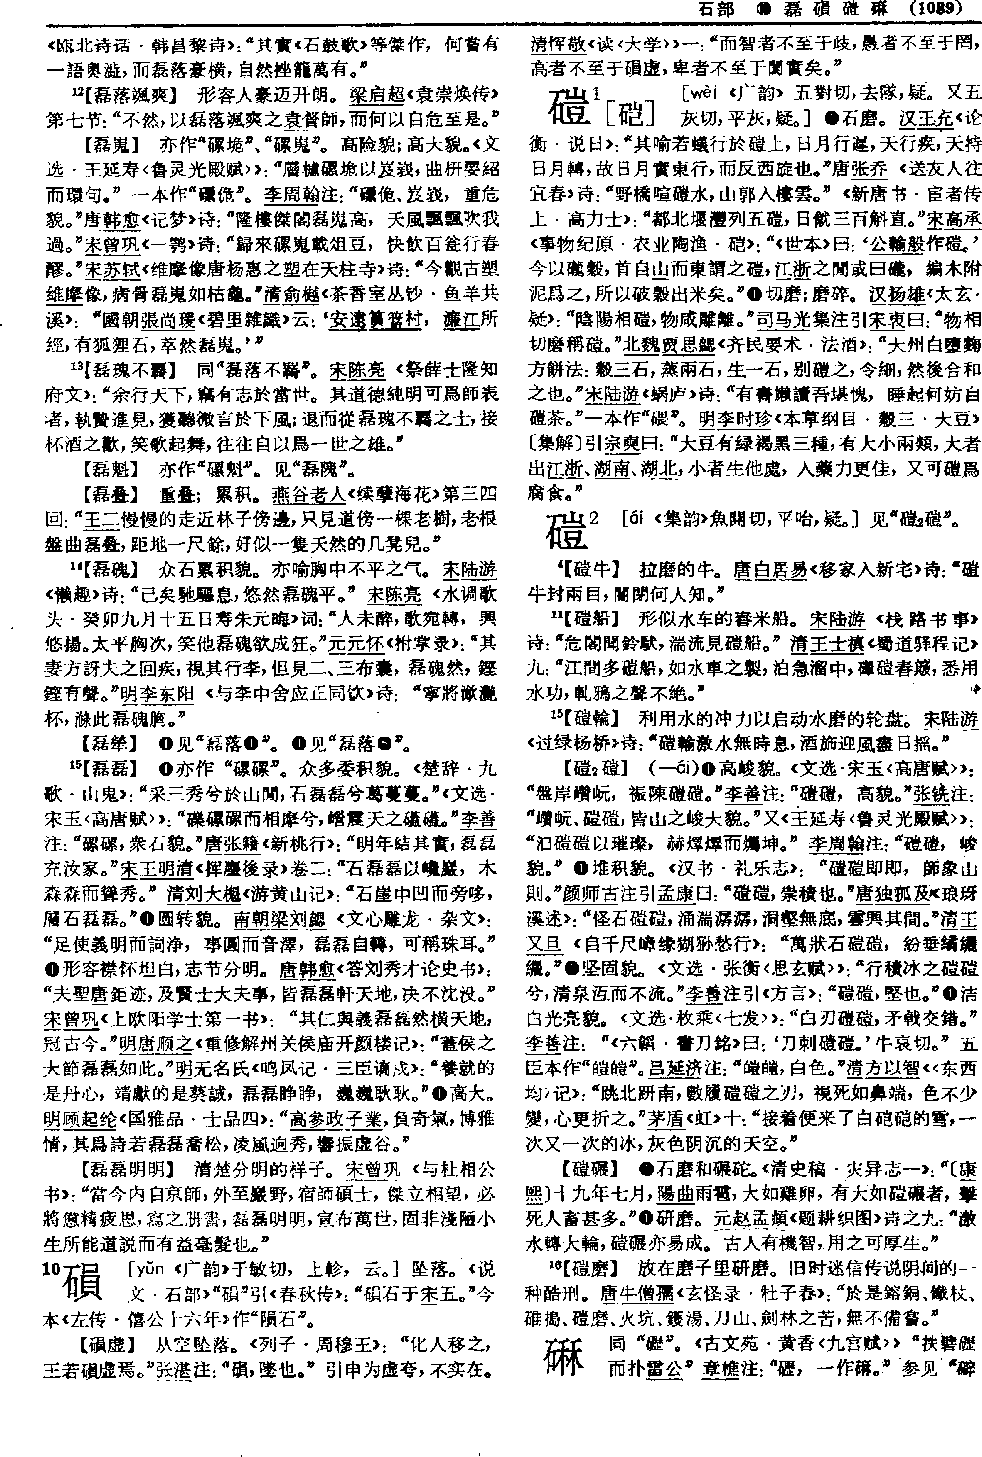 石部 ⑩ 磊 磒 磑 䃺 (1089)
《瓯北诗话·韩昌黎诗》：“其實《石鼓歌》等傑作，何嘗有
一語奥澁，而磊落豪横，自然挫籠萬有。”
¹²【磊落颯爽】 形容人豪迈开朗。梁启超《袁崇焕传》
第七节：“不然，以磊落颯爽之袁督師，而何以自危至是。”
【磊嵬】 亦作“磥垝”、“磥嵬”。高险貌；高大貌。《文
选·王延寿〈鲁灵光殿赋〉》：“層櫨磥垝以岌峩，曲枅要紹
而環句。” 一本作“磥佹”。李周翰注：“磥佹、岌峩，重危
貌。”唐韩愈《记梦》诗：“隆樓傑閣磊嵬高，天風飄飄吹我
過。”宋曾巩《一鹗》诗：“歸來磥嵬載俎豆，快飲百瓮行春
醪。”宋苏轼《维摩像唐杨惠之塑在天柱寺》诗：“今觀古塑
维摩像，病骨磊嵬如枯龜。”清俞樾《茶香室丛钞·鱼羊共
溪》：“國朝張尚瑗《碧里雜識》云：‘安遠篔簹村，濂江所
經，有狐狸石，萃然磊嵬。’”
¹³【磊瑰不羈】 同“磊落不羈”。宋陈亮《祭薛士隆知
府文》：“余行天下，竊有志於當世。其道德純明可爲師表
者，執贄進見，獲聽微言於下風；退而從磊瑰不羈之士，接
杯酒之歡，笑歌起舞，往往自以爲一世之雄。”
【磊魁】 亦作“磥魁”。见“磊隗”。
【磊叠】 重叠；累积。燕谷老人《续孽海花》第三四
回：“王二慢慢的走近林子傍邊，只見道傍一棵老樹，老根
盤曲磊叠，距地一尺餘，好似一隻天然的几凳兒。”
¹⁴【磊磈】 众石累积貌。亦喻胸中不平之气。宋陆游
《懒趣》诗：“已矣馳驅息，悠然磊磈平。” 宋陈亮《水调歌
头·癸卯九月十五日寿朱元晦》词：“人未醉，歌宛轉，興
悠揚。太平胸次，笑他磊磈欲成狂。”元元怀《拊掌录》：“其
妻方訝夫之回疾，視其行李，但見二、三布囊，磊磈然，鏗
鏗有聲。”明李东阳《与李中舍应正同饮》诗：“寧將瀲灧
杯，滌此磊磈腕。”
【磊犖】 ❶见“磊落❶”。❷见“磊落”。
¹⁵【磊磊】 ❶亦作“磥磥”。众多委积貌。《楚辞·九
歌·山鬼》：“采三秀兮於山間，石磊磊兮葛蔓蔓。”《文选·
宋玉〈高唐赋〉》：“礫磥磥而相摩兮，巆震天之磕磕。”李善
注：“磥磥，衆石貌。”唐张籍《新桃行》：“明年结其實，磊磊
充汝家。”宋王明清《挥麈後录》卷二：“石磊磊以巉巖，木
森森而聳秀。” 清刘大櫆《游黄山记》：“石崖中凹而旁哆，
屬石磊磊。”❷圆转貌。南朝梁刘勰《文心雕龙·杂文》：
“足使義明而詞净，事圓而音澤，磊磊自轉，可稱珠耳。”
❸形容襟怀坦白，志节分明。唐韩愈《答刘秀才论史书》：
“夫聖唐鉅迹，及賢士大夫事，皆磊磊軒天地，决不沈没。”
宋曾巩《上欧阳学士第一书》：“其仁與義磊磊然横天地，
冠古今。”明唐顺之《重修解州关侯庙开颜楼记》：“蓋侯之
大節磊磊如此。”明无名氏《鸣凤记·三臣谪戍》：“養就的
是丹心，靖獻的是葵誠，磊磊睁睁，巍巍耿耿。”❹高大。
明顾起纶《国雅品·士品四》：“高参政子業，負奇氣，博雅
情，其爲詩若磊磊喬松，凌風迥秀，響振虚谷。”
【磊磊明明】 清楚分明的样子。宋曾巩《与杜相公
书》：“當今内自京師，外至巖野，宿師碩士，傑立相望，必
將憊精疲思，寫之册書，磊磊明明，宣布萬世，固非淺陋小
生所能道説而有益毫髮也。”
¹⁰磒 [yǔn 《广韵》于敏切，上軫，云。] 坠落。《说
文·石部》“磒”引《春秋传》：“磒石于宋五。”今
本《左传·僖公十六年》作“隕石”。
【磒虚】 从空坠落。《列子·周穆王》：“化人移之，
王若磒虚焉。”张湛注：“磒，墜也。” 引申为虚夸，不实在。
清恽敬《读〈大学〉》一：“而智者不至于歧，愚者不至于罔，
高者不至于磒虚，卑者不至于闠實矣。”
磑¹ [硙] [wèi 《广韵》五對切，去隊，疑。又五
灰切，平灰，疑。] ❶石磨。汉王充《论
衡·说日》：“其喻若蟻行於磑上，日月行遲，天行疾，天持
日月轉，故日月實東行，而反西旋也。”唐张乔《送友人往
宜春》诗：“野橋喧磑水，山郭入樓雲。”《新唐书·宦者传
上·高力士》：“都北堰灃列五磑，日僦三百斛直。”宋高承
《事物纪原·农业陶渔·磑》：“《世本》曰：‘公輸般作磑。’
今以礱穀，首自山而東謂之磑，江浙之間或曰礱，編木附
泥爲之，所以破穀出米矣。”❷切磨；磨碎。汉杨雄《太玄·
疑》：“陰陽相磑，物咸雕離。”司马光集注引宋衷曰：“物相
切磨稱磑。”北魏贾思勰《齐民要术·法酒》：“大州白墮麴
方餅法：穀三石，蒸兩石，生一石，别磑之，令細，然後合和
之也。”宋陆游《蜗庐》诗：“有書懶讀吾堪愧，睡起何妨自
磑茶。”一本作“碨”。明李时珍《本草纲目·穀三·大豆》
〔集解〕引宗奭曰：“大豆有緑褐黑三種，有大小兩類，大者
出江浙、湖南、湖北，小者生他處，入藥力更佳，又可磑爲
腐食。”
磑² [ái 《集韵》魚開切，平咍，疑。] 见“磑₂磑”。
⁴【磑牛】 拉磨的牛。唐白居易《移家入新宅》诗：“磑
牛封兩目，闇閉何人知。”
¹¹【磑船】 形似水车的舂米船。宋陆游《栈路书事》
诗：“危閣聞鈴馱，湍流見磑船。” 清王士禛《蜀道驿程记》
九：“江間多磑船，如水車之製，泊急溜中，碾磑舂簸，悉用
水功，軋鴉之聲不絶。”
¹⁵【磑輪】 利用水的冲力以启动水磨的轮盘。宋陆游
《过绿杨桥》诗：“磑輪激水無時息，酒旆迎風盡日摇。”
【磑₂磑】 (—ái)❶高峻貌。《文选·宋玉〈高唐赋〉》：
“盤岸巑岏，裖陳磑磑。”李善注：“磑磑，高貌。”张铣注：
“巑岏、磑磑，皆山之峻大貌。”又《王延寿〈鲁灵光殿赋〉》：
“汩磑磑以璀璨，赫燡燡而爥坤。” 李周翰注：“磑磑，峻
貌。” ❷堆积貌。《汉书·礼乐志》：“磑磑即即，師象山
則。”颜师古注引孟康曰：“磑磑，崇積也。”唐独孤及《琅玡
溪述》：“怪石磑磑，涌湍潏潏，洞壑無底，雲興其間。”清王
又旦《自千尺㠉缘猢狲愁行》：“萬狀石磑磑，紛垂繘纚
纚。”❸坚固貌。《文选·张衡〈思玄赋〉》：“行積冰之磑磑
兮，清泉沍而不流。”李善注引《方言》：“磑磑，堅也。”❹洁
白光亮貌。《文选·枚乘〈七发〉》：“白刃磑磑，矛戟交錯。”
李善注：“《六韜·書刀銘》曰：‘刀刺磑磑。’牛哀切。” 五
臣本作“皚皚”。吕延济注：“皚皚，白色。”清方以智《〈东西
均〉记》：“跳北趼南，數履磑磑之刃，視死如鼻端，色不少
變，心更折之。”茅盾《虹》十：“接着便来了白皑皑的雪，一
次又一次的冰，灰色阴沉的天空。”
【磑碾】 ❶石磨和碾砣。《清史稿·灾异志一》：“〔康
熙〕十九年七月，陽曲雨雹，大如雞卵，有大如磑碾者，擊
死人畜甚多。”❷研磨。元赵孟頫《题耕织图》诗之九：“激
水轉大輪，磑碾亦易成。古人有機智，用之可厚生。”
¹⁶【磑磨】 放在磨子里研磨。旧时迷信传说阴间的一
种酷刑。唐牛僧孺《玄怪录·杜子春》：“於是鎔銅、鐵杖、
碓搗、磑磨、火坑、鑊湯、刀山、劍林之苦，無不備嘗。”
同“礔”。《古文苑·黄香〈九宫赋〉》“抶礔礰
而扑雷公” 章樵注：“礰，一作䃺。” 参见“礔